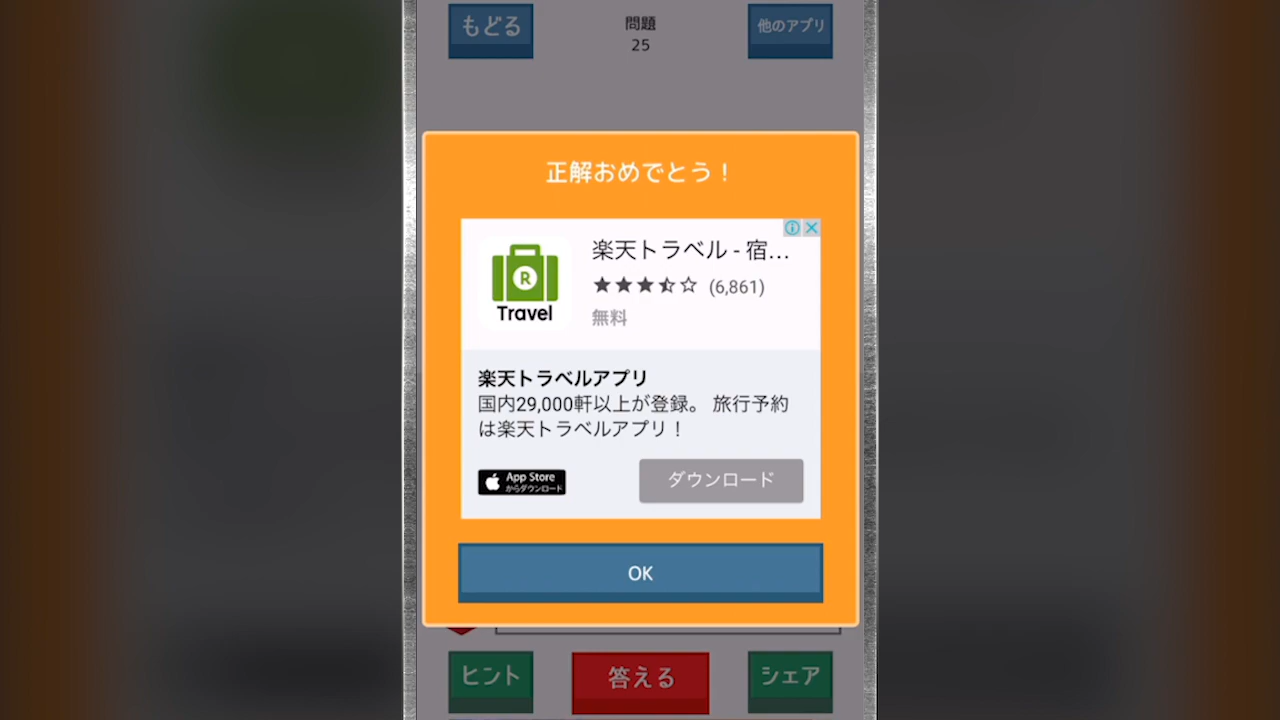 もどる
問題
25
他のアプリ
正解おめでとう！
楽天トラベル - 宿...
(6,861)
無料
R
Travel
楽天トラベルアプリ
国内29,000軒以上が登録。 旅行予約
は楽天トラベルアプリ！
App Store
からダウンロード
ダウンロード
OK
ヒント
答える
シェア